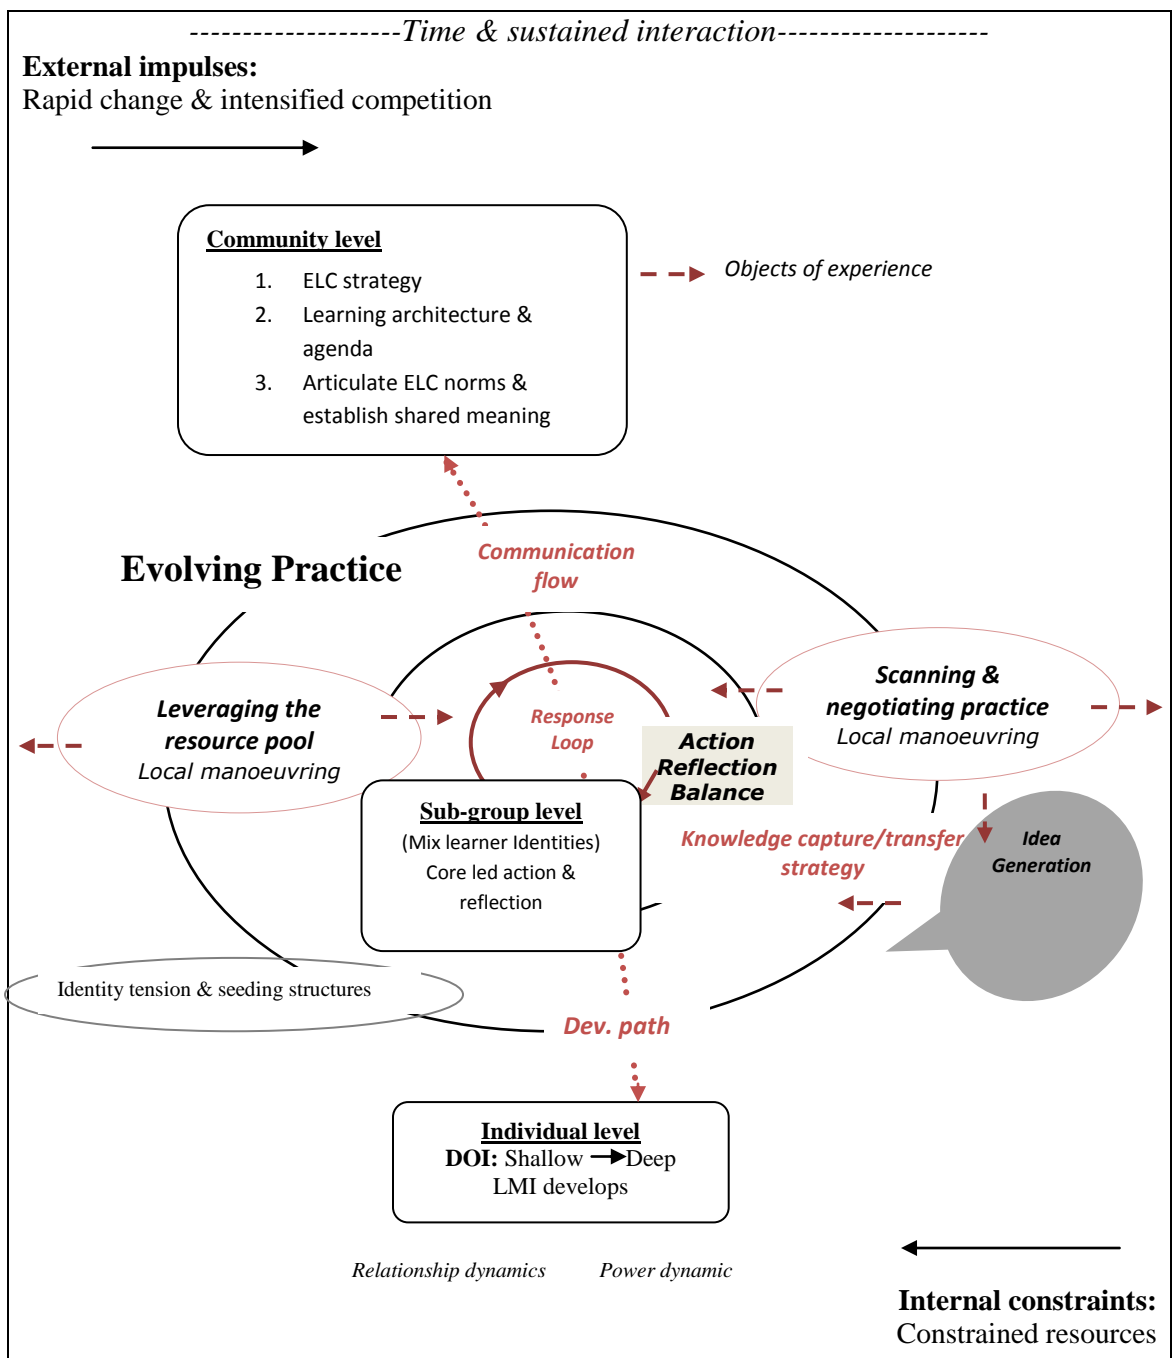 --------------------Time & sustained interaction--------------------
External impulses:
Rapid change & intensified competition
Community level
1. ELC strategy
2. Learning architecture &
agenda
3. Articulate ELC norms &
establish shared meaning
Objects of experience
Communication
flow
Evolving Practice
Leveraging the
resource pool
Local manoeuvring
Response
Loop
Action
Reflection
Balance
Scanning &
negotiating practice
Local manoeuvring
Sub-group level
(Mix learner Identities)
Core led action &
reflection
Knowledge capture/transfer
strategy
Idea
Generation
Identity tension & seeding structures
Dev. path
Individual level
DOI: Shallow Deep
LMI develops
Relationship dynamics Power dynamic
Internal constraints:
Constrained resources